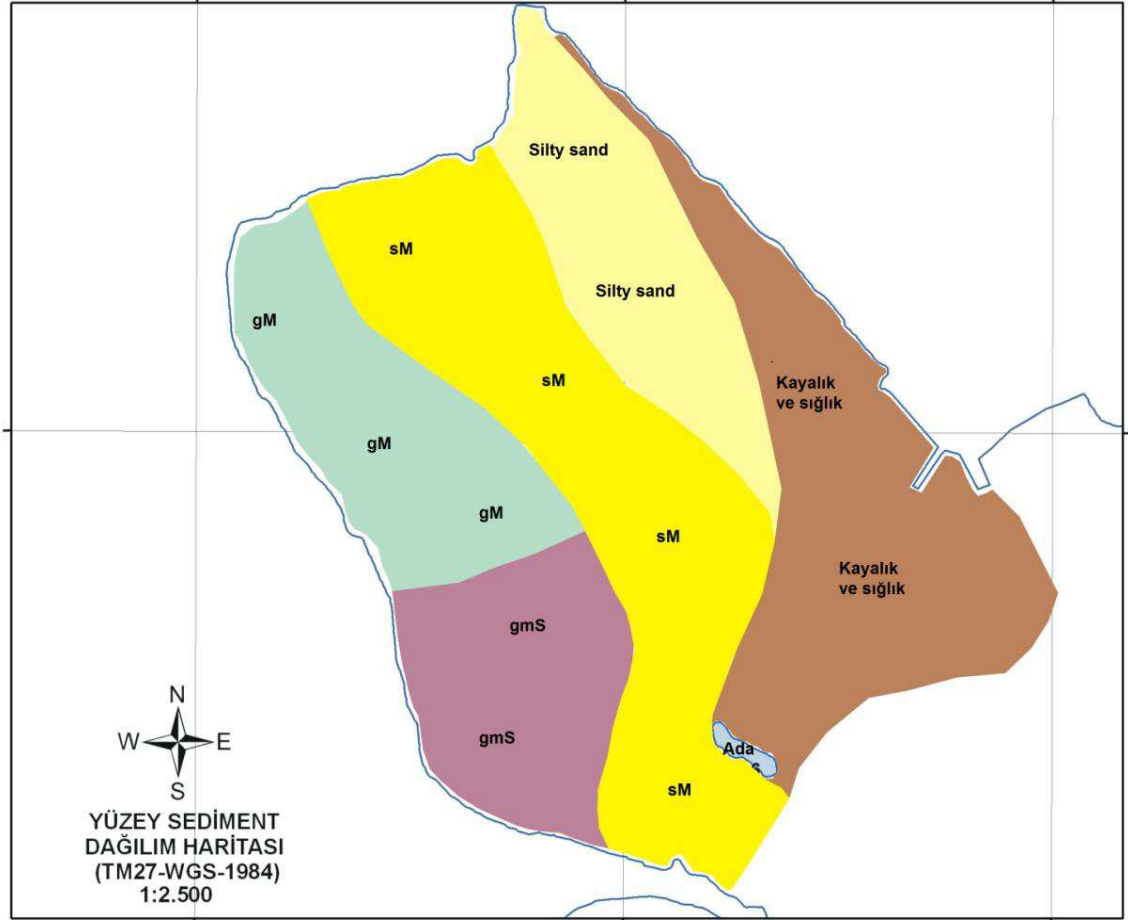 Silty sand
sM
Silty sand
gM
sM
Kayalık
ve sığlık
gM
gM
sM
Kayalık
ve sığlık
gmS
gmS
Ada
sM
N
W
E
S
YÜZEY SEDİMENT
DAĞILIM HARİTASI
(TM27-WGS-1984)
1:2.500